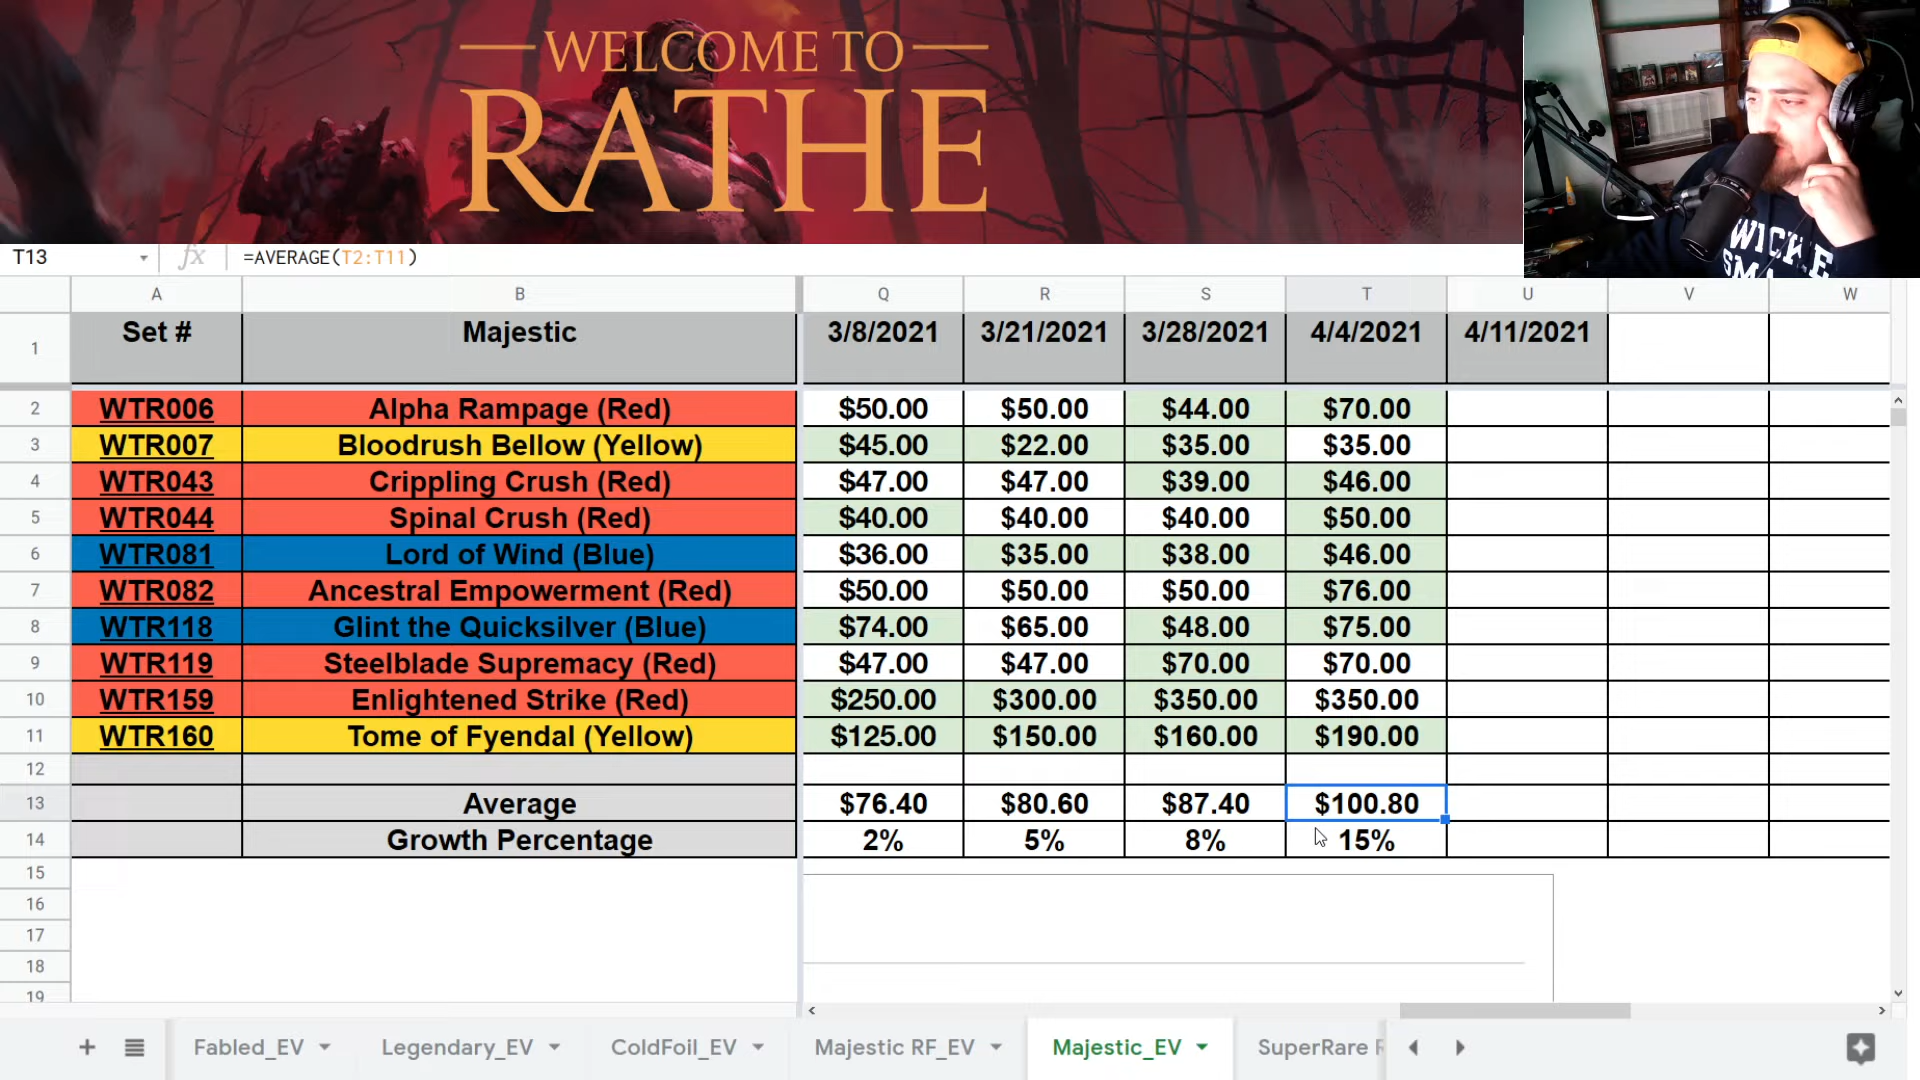 WELCOME TO
RATHE
WICKE
SMA
T13 fx =AVERAGE(T2:T11)
A B Q R S T U V W
1 Set # Majestic 3/8/2021 3/21/2021 3/28/2021 4/4/2021 4/11/2021
2 WTR006 Alpha Rampage (Red) $50.00 $50.00 $44.00 $70.00
3 WTR007 Bloodrush Bellow (Yellow) $45.00 $22.00 $35.00 $35.00
4 WTR043 Crippling Crush (Red) $47.00 $47.00 $39.00 $46.00
5 WTR044 Spinal Crush (Red) $40.00 $40.00 $40.00 $50.00
6 WTR081 Lord of Wind (Blue) $36.00 $35.00 $38.00 $46.00
7 WTR082 Ancestral Empowerment (Red) $50.00 $50.00 $50.00 $76.00
8 WTR118 Glint the Quicksilver (Blue) $74.00 $65.00 $48.00 $75.00
9 WTR119 Steelblade Supremacy (Red) $47.00 $47.00 $70.00 $70.00
10 WTR159 Enlightened Strike (Red) $250.00 $300.00 $350.00 $350.00
11 WTR160 Tome of Fyendal (Yellow) $125.00 $150.00 $160.00 $190.00
12
13 Average $76.40 $80.60 $87.40 $100.80
14 Growth Percentage 2% 5% 8% 15%
15
16
17
18
19
+ Fabled_EV Legendary_EV ColdFoil_EV Majestic RF_EV Majestic_EV SuperRare R